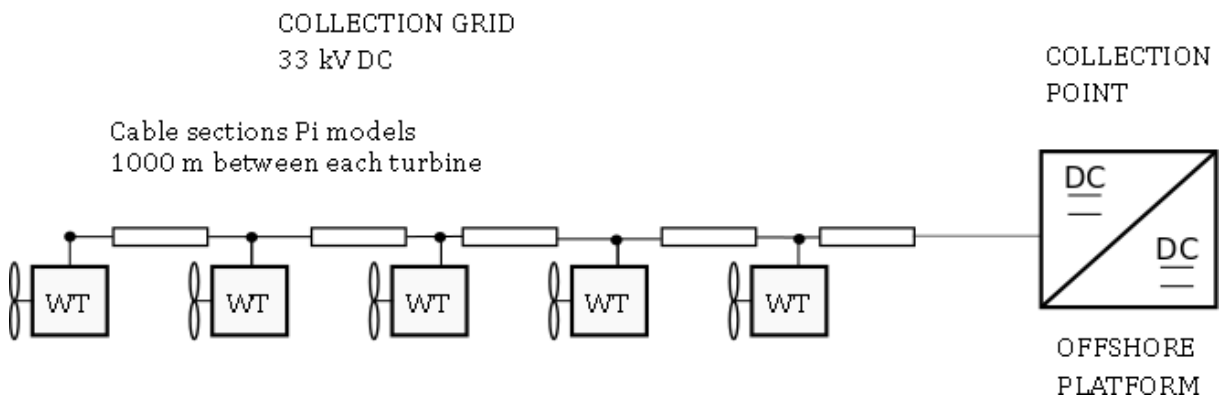 COLLECTION GRID
33 kV DC
COLLECTION
POINT
Cable sections Pi models
1000 m between each turbine
DC
DC
WT
WT
WT
WT
WT
OFFSHORE
PLATFORM